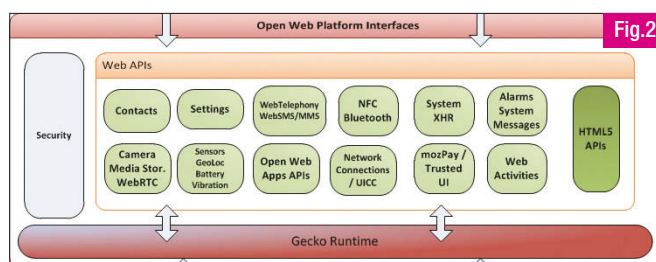 Open Web Platform Interfaces
Fig.2
Web APIs
Security
Contacts
Settings
WebTelephony
WebSMS/MMS
NFC
Bluetooth
System
XHR
Alarms
System
Messages
HTML5
APIs
Camera
Media Stor.
WebRTC
Sensors
GeoLoc
Battery
Vibration
Open Web
Apps APIs
Network
Connections
/ UICC
mozPay /
Trusted
UI
Web
Activities
Gecko Runtime